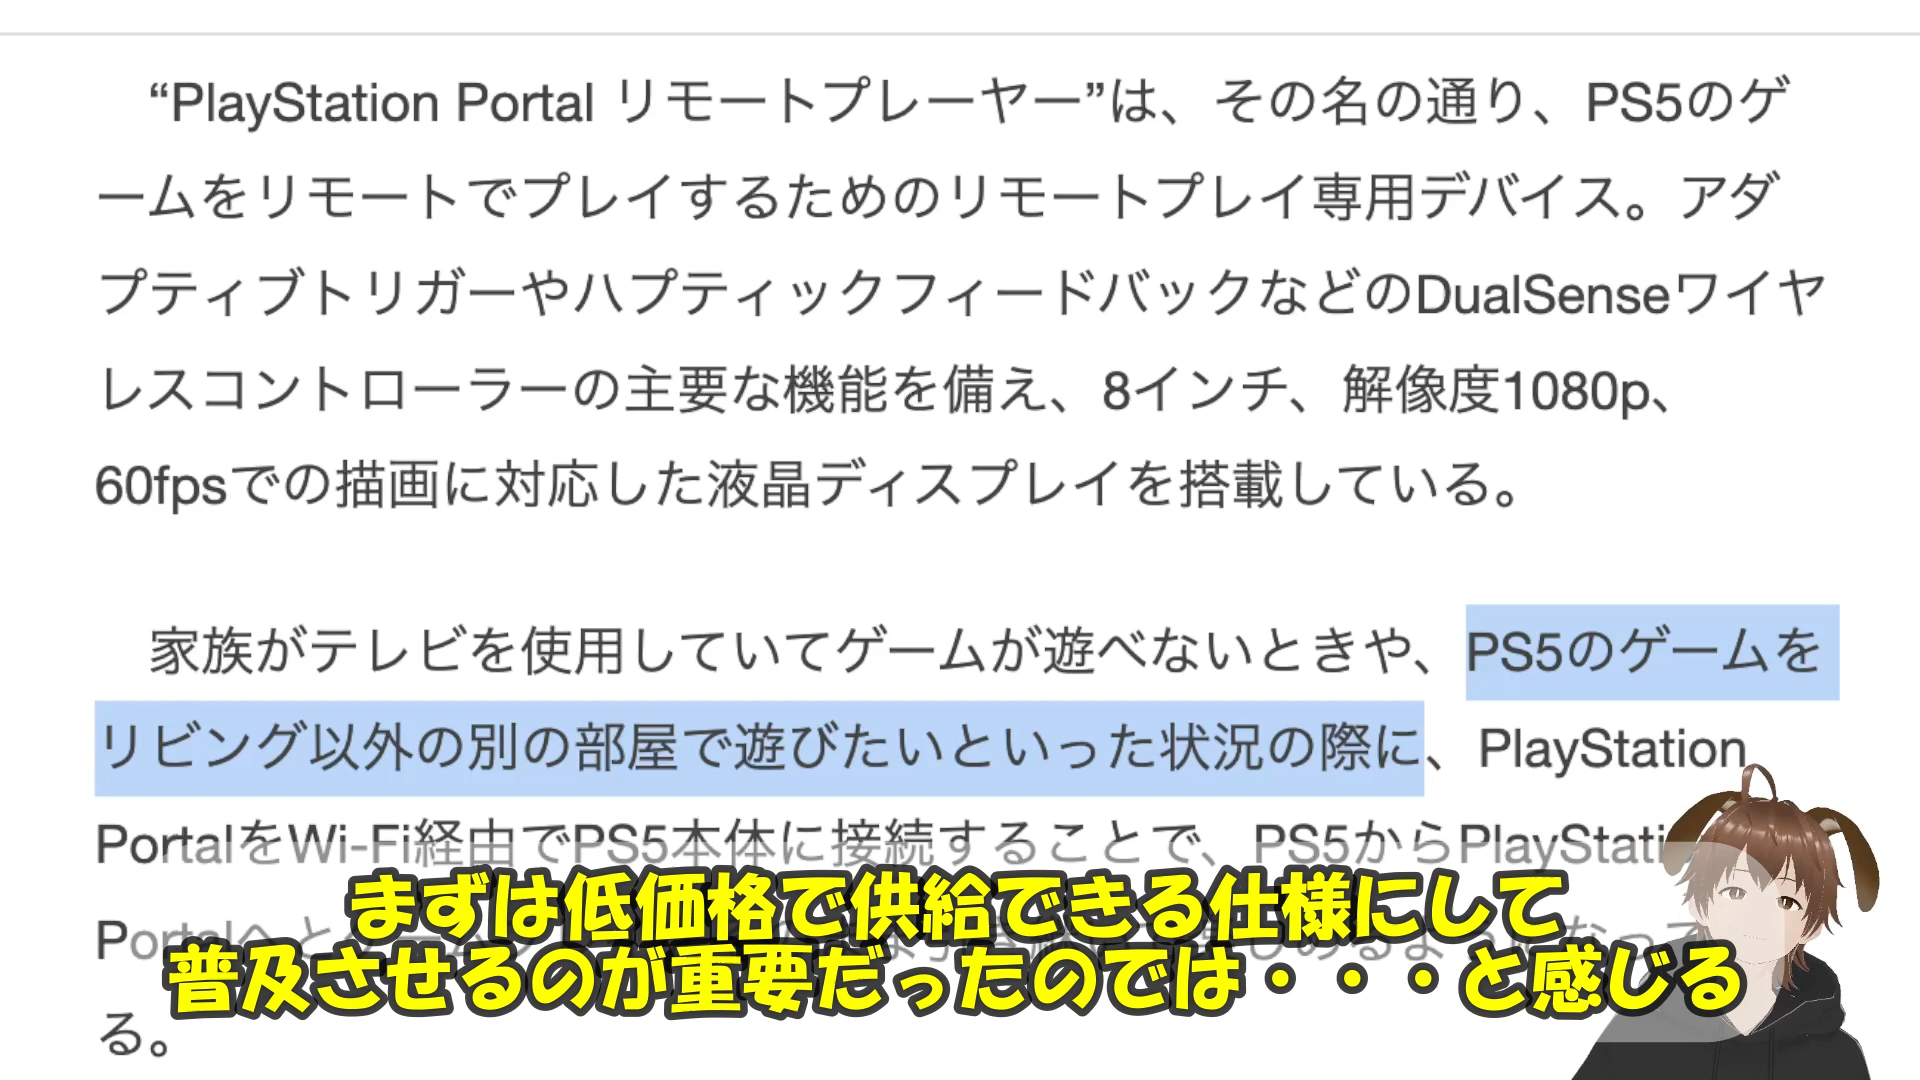 “PlayStation Portal リモートプレーヤー”は、その名の通り、PS5のゲ
ームをリモートでプレイするためのリモートプレイ専用デバイス。アダ
プティブトリガーやハプティックフィードバックなどのDualSenseワイヤ
レスコントローラーの主要な機能を備え、8インチ、解像度1080p、
60fpsでの描画に対応した液晶ディスプレイを搭載している。
家族がテレビを使用していてゲームが遊べないときや、PS5のゲームを
リビング以外の別の部屋で遊びたいといった状況の際に、PlayStation
PortalをWi-Fi経由でPS5本体に接続することで、PS5からPlayStati
Portalへと
る。
まずは低価格で供給できる仕様にして
普及させるのが重要だったのでは・・・と感じる